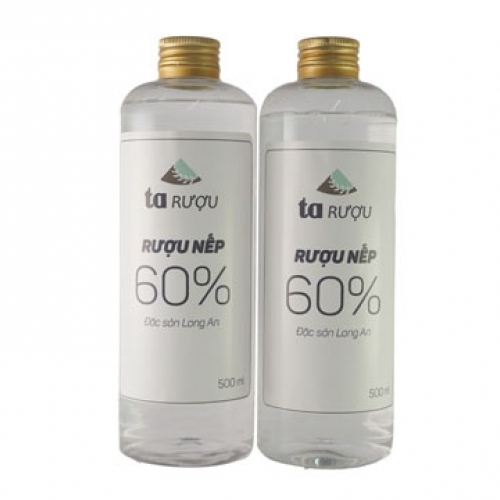 ta RƯỢU
RƯỢU NẾP
60%
Đặc sản Long An
500 ml
ta RƯỢU
RƯỢU NẾP
60%
Đặc sản Long An
500 ml